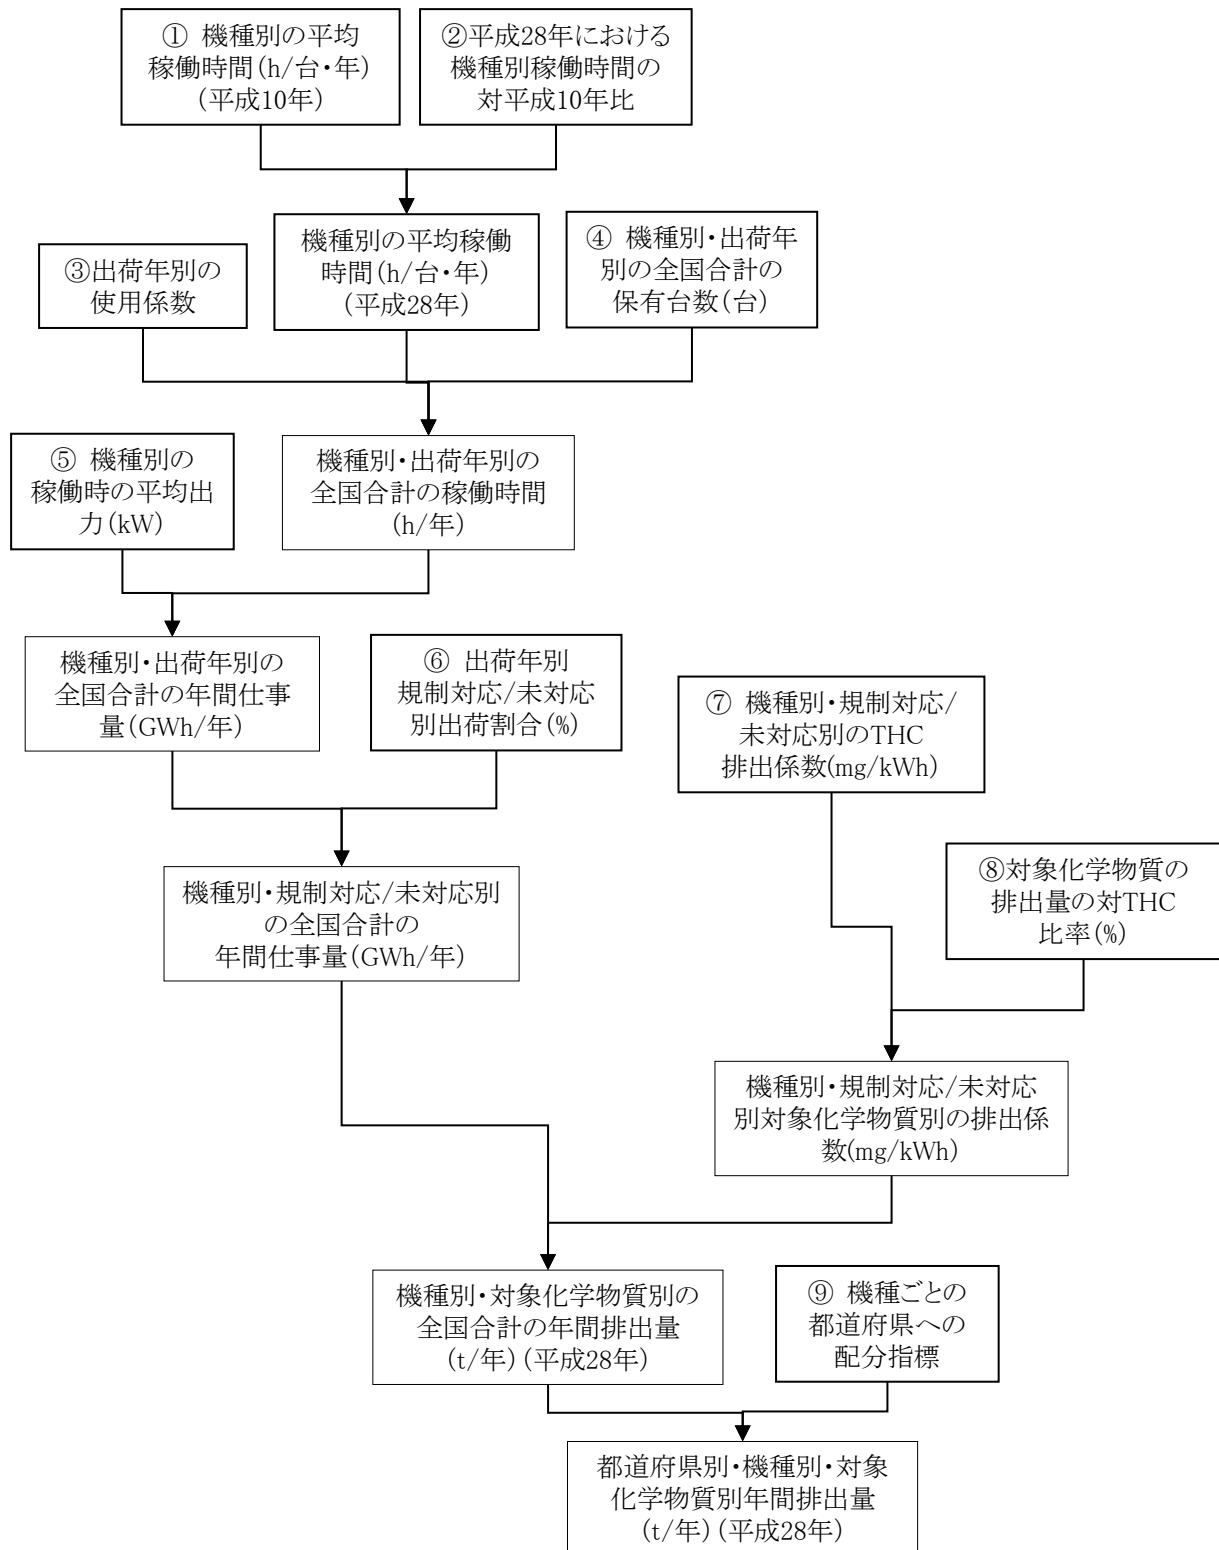 ① 機種別の平均
稼働時間(h/台・年)
(平成10年)
②平成28年における
機種別稼働時間の
対平成10年比
③出荷年別の
使用係数
機種別の平均稼働
時間(h/台・年)
(平成28年)
④ 機種別・出荷年
別の全国合計の
保有台数(台)
⑤ 機種別の
稼働時の平均出
力(kW)
機種別・出荷年別の
全国合計の稼働時間
(h/年)
機種別・出荷年別の
全国合計の年間仕事
量(GWh/年)
⑥ 出荷年別
規制対応/未対応
別出荷割合(%)
⑦ 機種別・規制対応/
未対応別のTHC
排出係数(mg/kWh)
機種別・規制対応/未対応別
の全国合計の
年間仕事量(GWh/年)
⑧対象化学物質の
排出量の対THC
比率(%)
機種別・規制対応/未対応
別対象化学物質別の排出係
数(mg/kWh)
機種別・対象化学物質別の
全国合計の年間排出量
(t/年)(平成28年)
⑨ 機種ごとの
都道府県への
配分指標
都道府県別・機種別・対象
化学物質別年間排出量
(t/年)(平成28年)